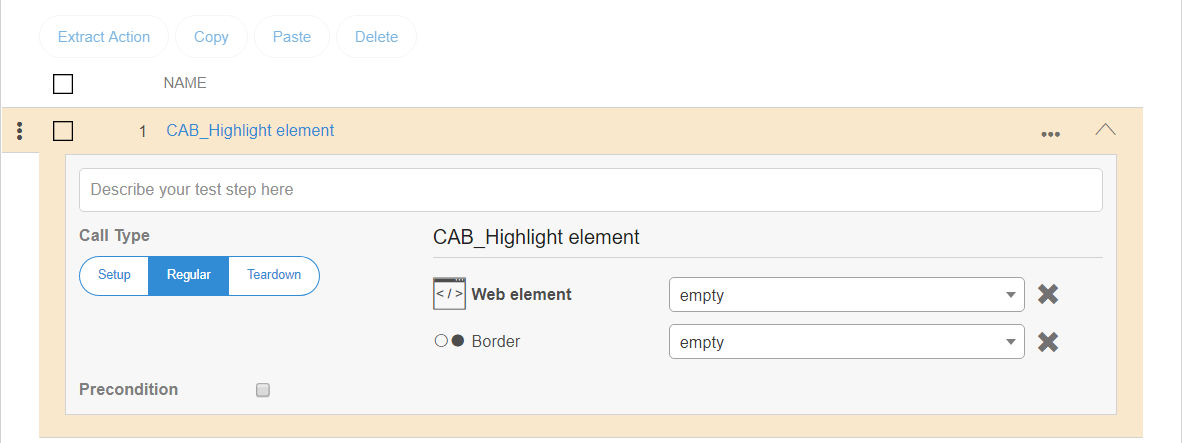 Extract Action Copy Paste Delete
NAME
1 CAB_Highlight element
Describe your test step here
Call Type
CAB_Highlight element
Setup Regular Teardown
</> Web element empty
Border empty
Precondition